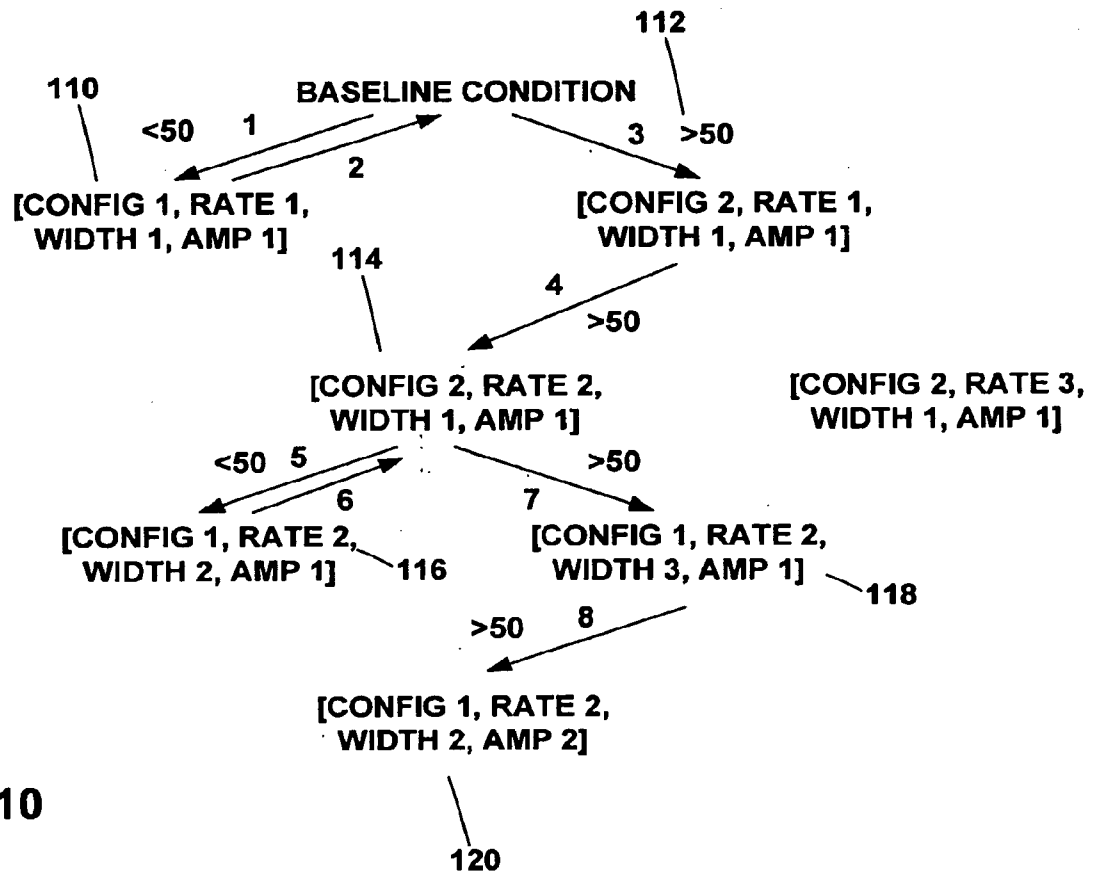 112
110
BASELINE CONDITION
<50 1
3 >50
2
[CONFIG 1, RATE 1,
WIDTH 1, AMP 1]
[CONFIG 2, RATE 1,
WIDTH 1, AMP 1]
114
4
>50
[CONFIG 2, RATE 2,
WIDTH 1, AMP 1]
[CONFIG 2, RATE 3,
WIDTH 1, AMP 1]
<50 5
>50
6
7
[CONFIG 1, RATE 2,
WIDTH 2, AMP 1]
116
[CONFIG 1, RATE 2,
WIDTH 3, AMP 1]
118
>50 8
[CONFIG 1, RATE 2,
WIDTH 2, AMP 2]
10
120